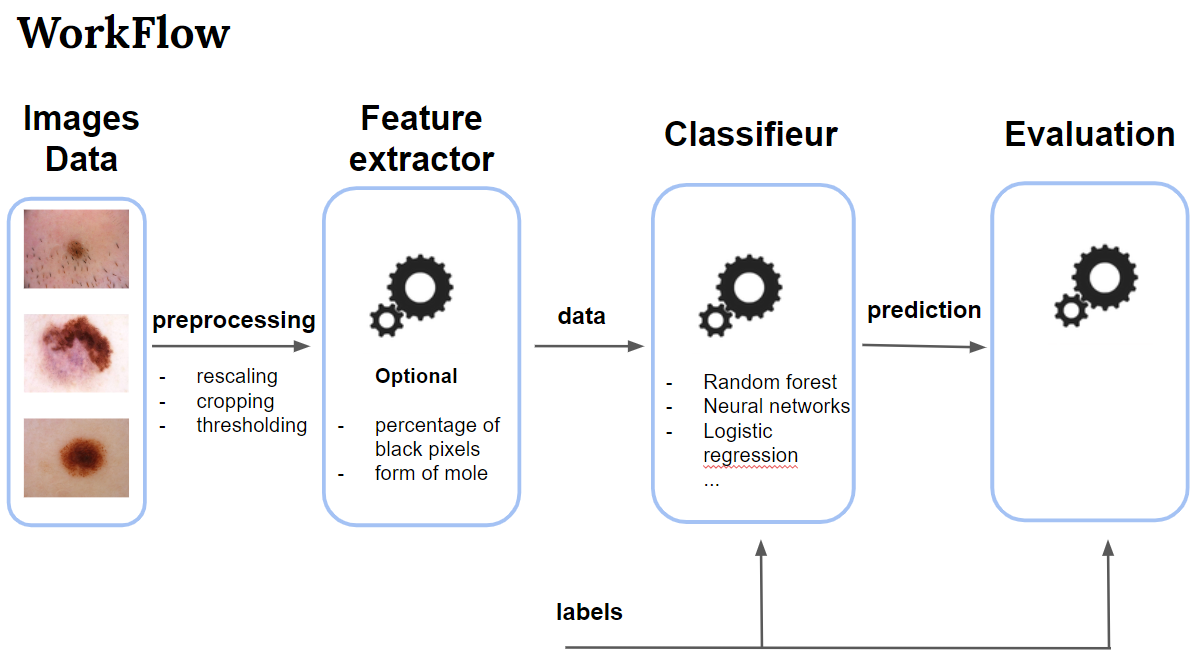 WorkFlow
Images
Data
Feature
extractor
Classifieur
Evaluation
preprocessing
- rescaling
- cropping
- thresholding
Optional
- percentage of
black pixels
- form of mole
data
- Random forest
- Neural networks
- Logistic
regression
...
prediction
labels